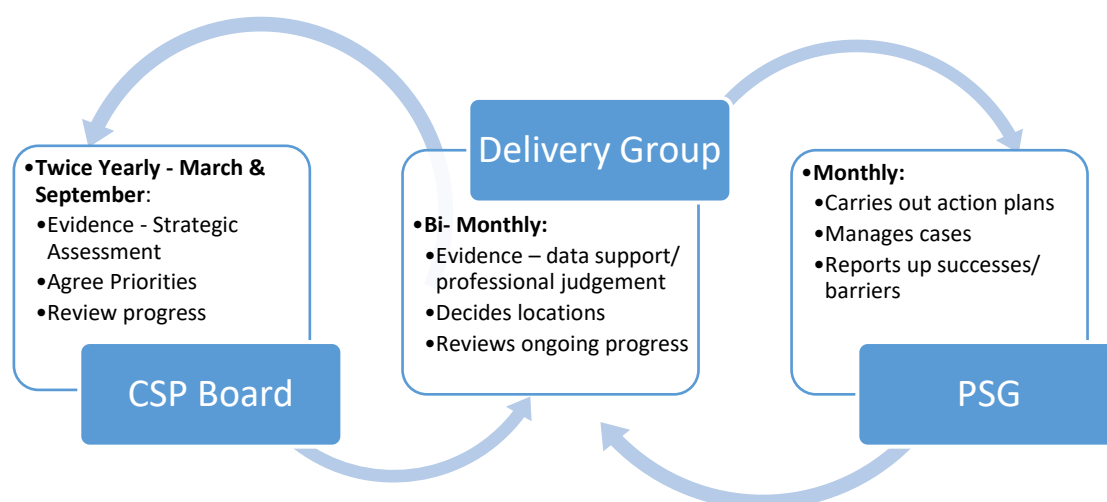 •Twice Yearly - March &
September:
•Evidence - Strategic
Assessment
•Agree Priorities
•Review progress
CSP Board
Delivery Group
•Bi- Monthly:
•Evidence – data support/
professional judgement
•Decides locations
•Reviews ongoing progress
•Monthly:
•Carries out action plans
•Manages cases
•Reports up successes/
barriers
PSG